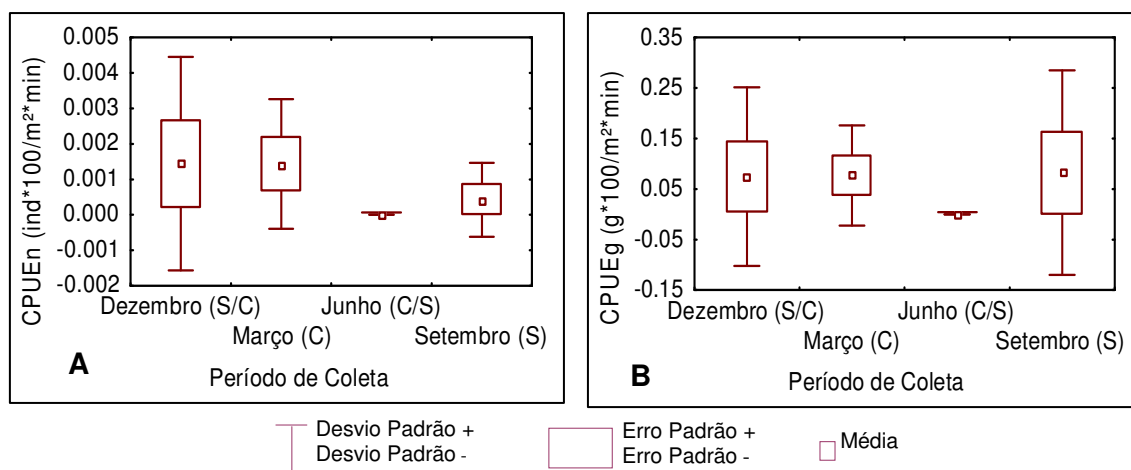 0.005
0.004
0.003
0.002
0.001
0.000
-0.001
-0.002
CPUEn (ind*100/m²*min)
Dezembro (S/C)
Junho (C/S)
Março (C)
Setembro (S)
A
Período de Coleta
0.35
0.25
0.15
0.05
-0.05
-0.15
CPUEg (g*100/m²*min)
Dezembro (S/C)
Junho (C/S)
Março (C)
Setembro (S)
B
Período de Coleta
Desvio Padrão +
Desvio Padrão -
Erro Padrão +
Erro Padrão -
Média